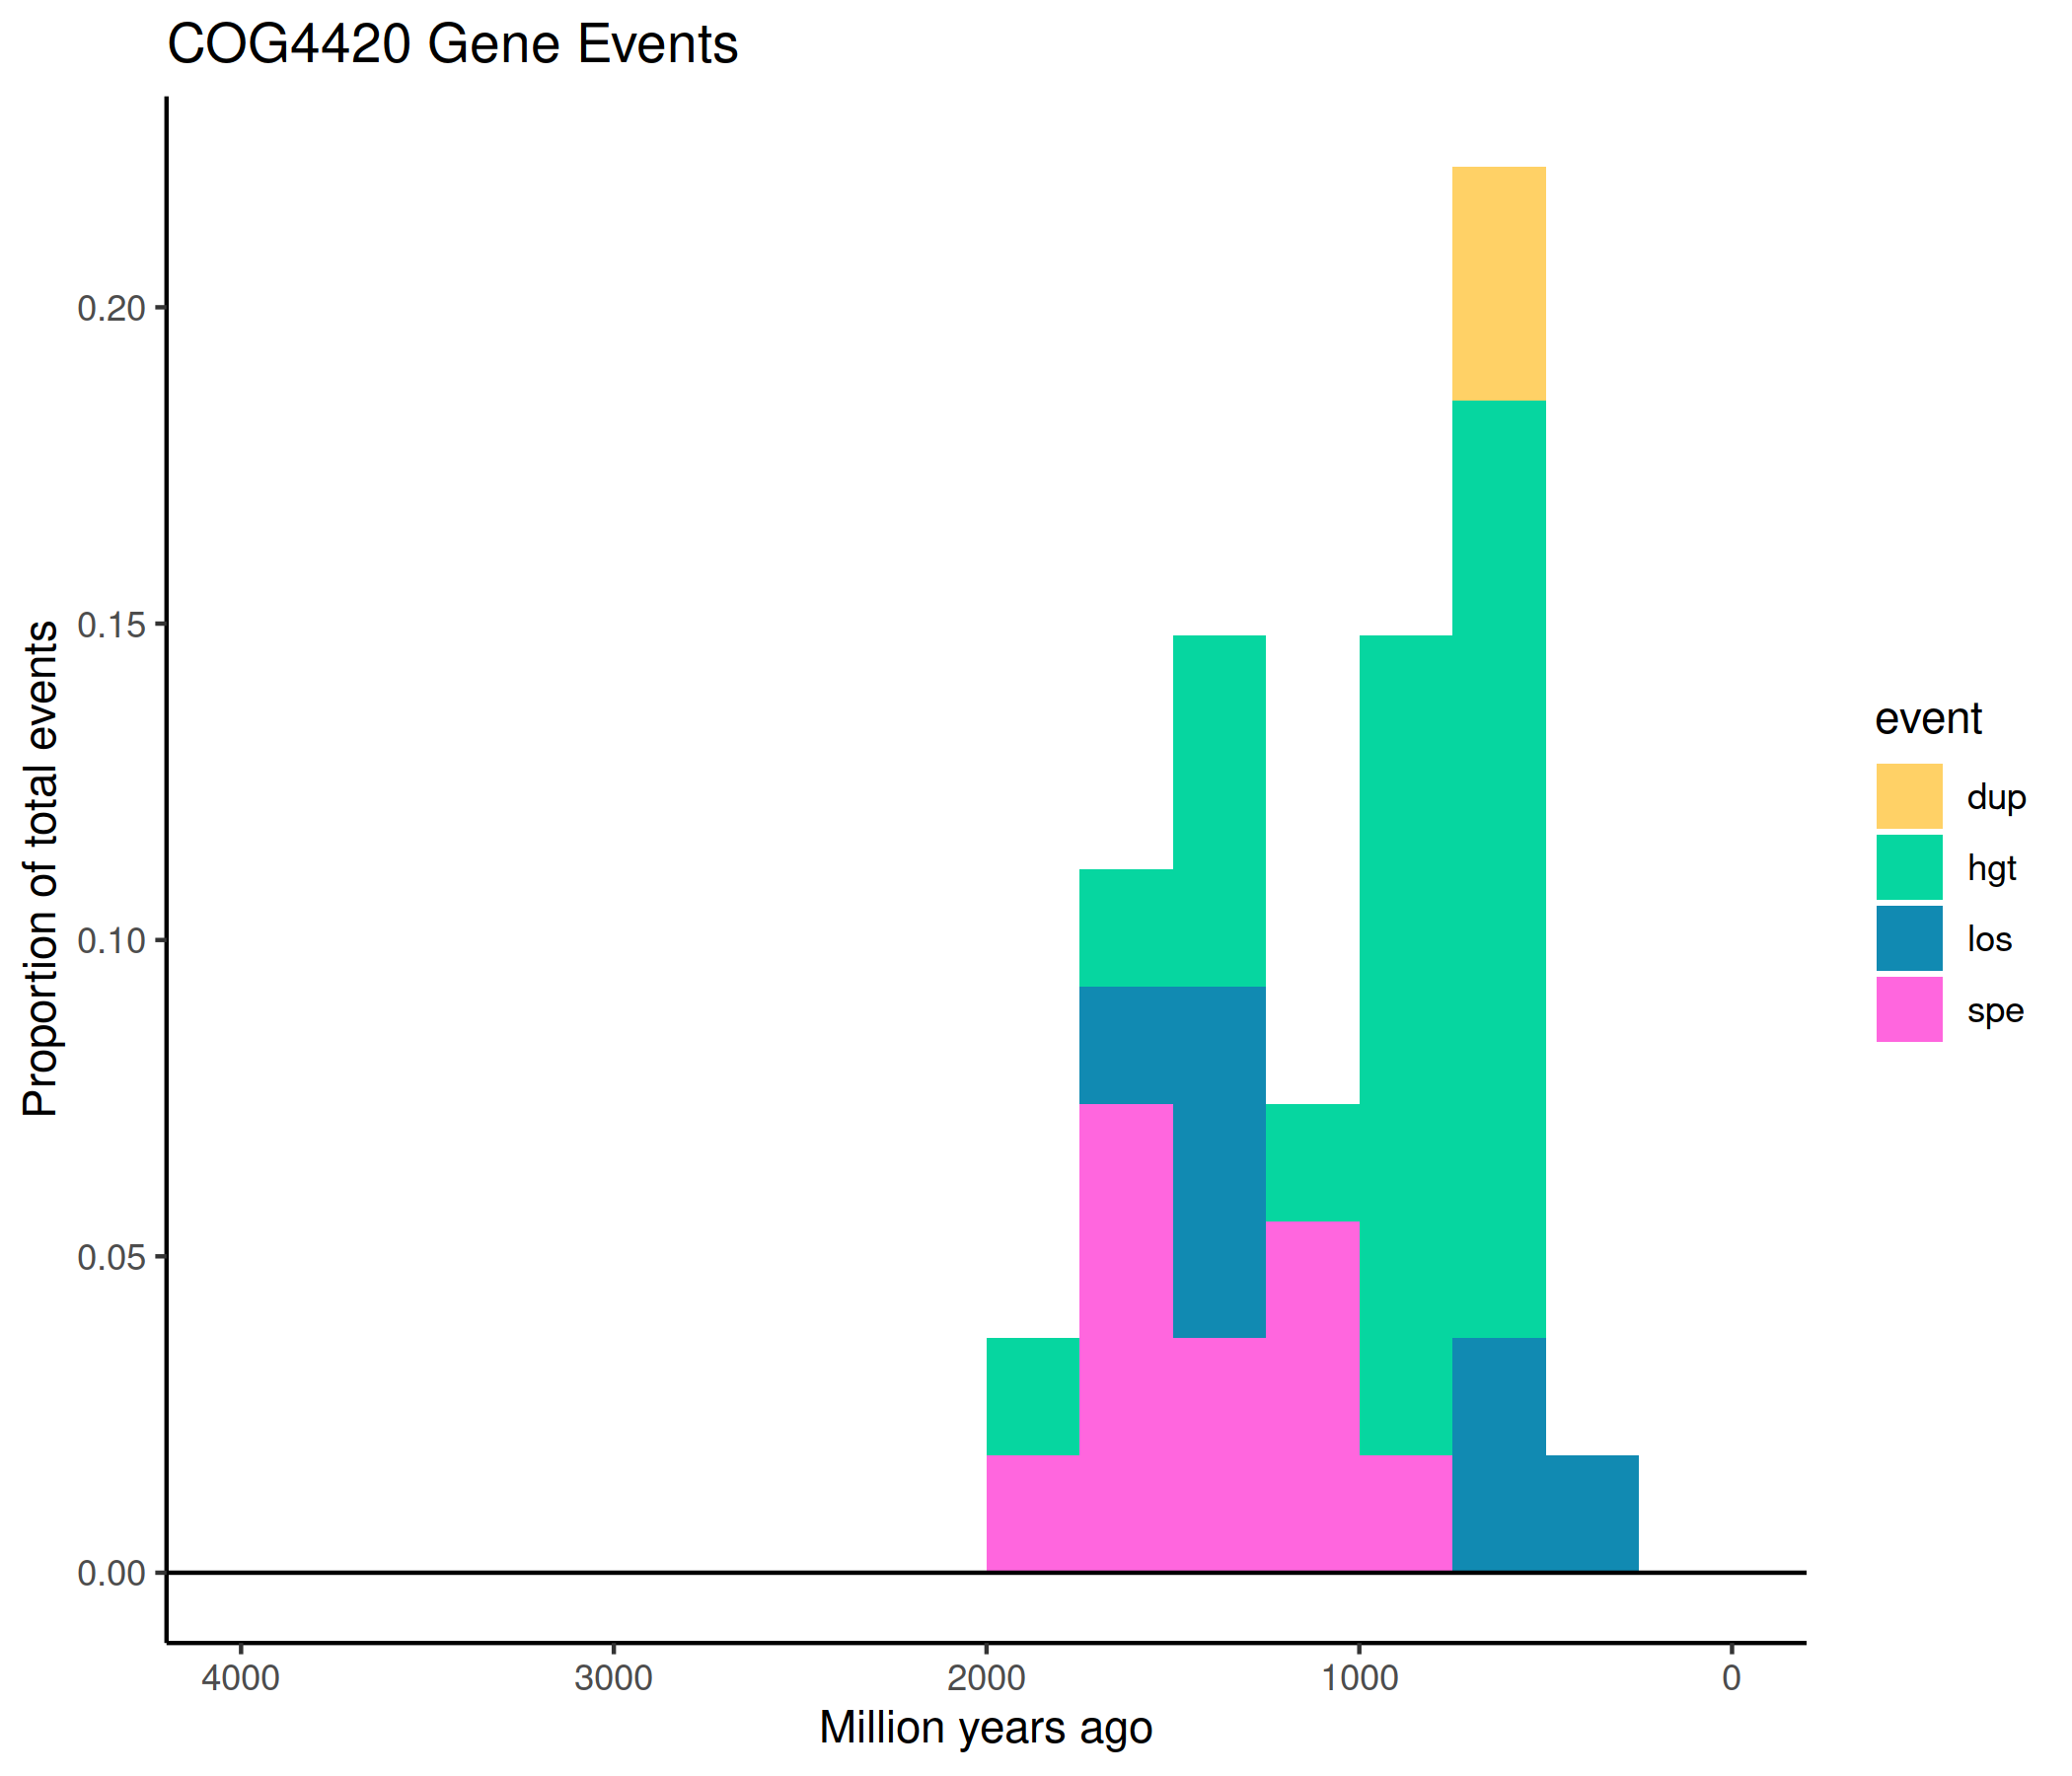 COG4420 Gene Events
Proportion of total events
0.20
0.15
0.10
0.05
0.00
4000 3000 2000 1000 0
Million years ago
event
dup
hgt
los
spe